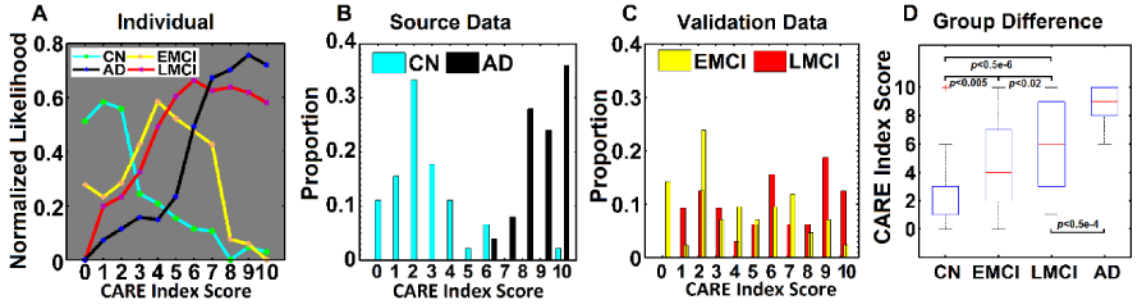 A Individual
Normalized Likelihood
0.8
0.6
0.4
0.2
0
CN EMCI
AD LMCI
0 1 2 3 4 5 6 7 8 9 10
CARE Index Score
B Source Data
Proportion
0.4
0.3
0.2
0.1
0
CN AD
0 1 2 3 4 5 6 7 8 9 10
CARE Index Score
C Validation Data
Proportion
0.4
0.3
0.2
0.1
0
EMCI LMCI
0 1 2 3 4 5 6 7 8 9 10
CARE Index Score
D Group Difference
CARE Index Score
10
8
6
4
2
0
p<0.5e-6
p<0.005 p<0.02
p<0.5e-4
CN EMCI LMCI AD